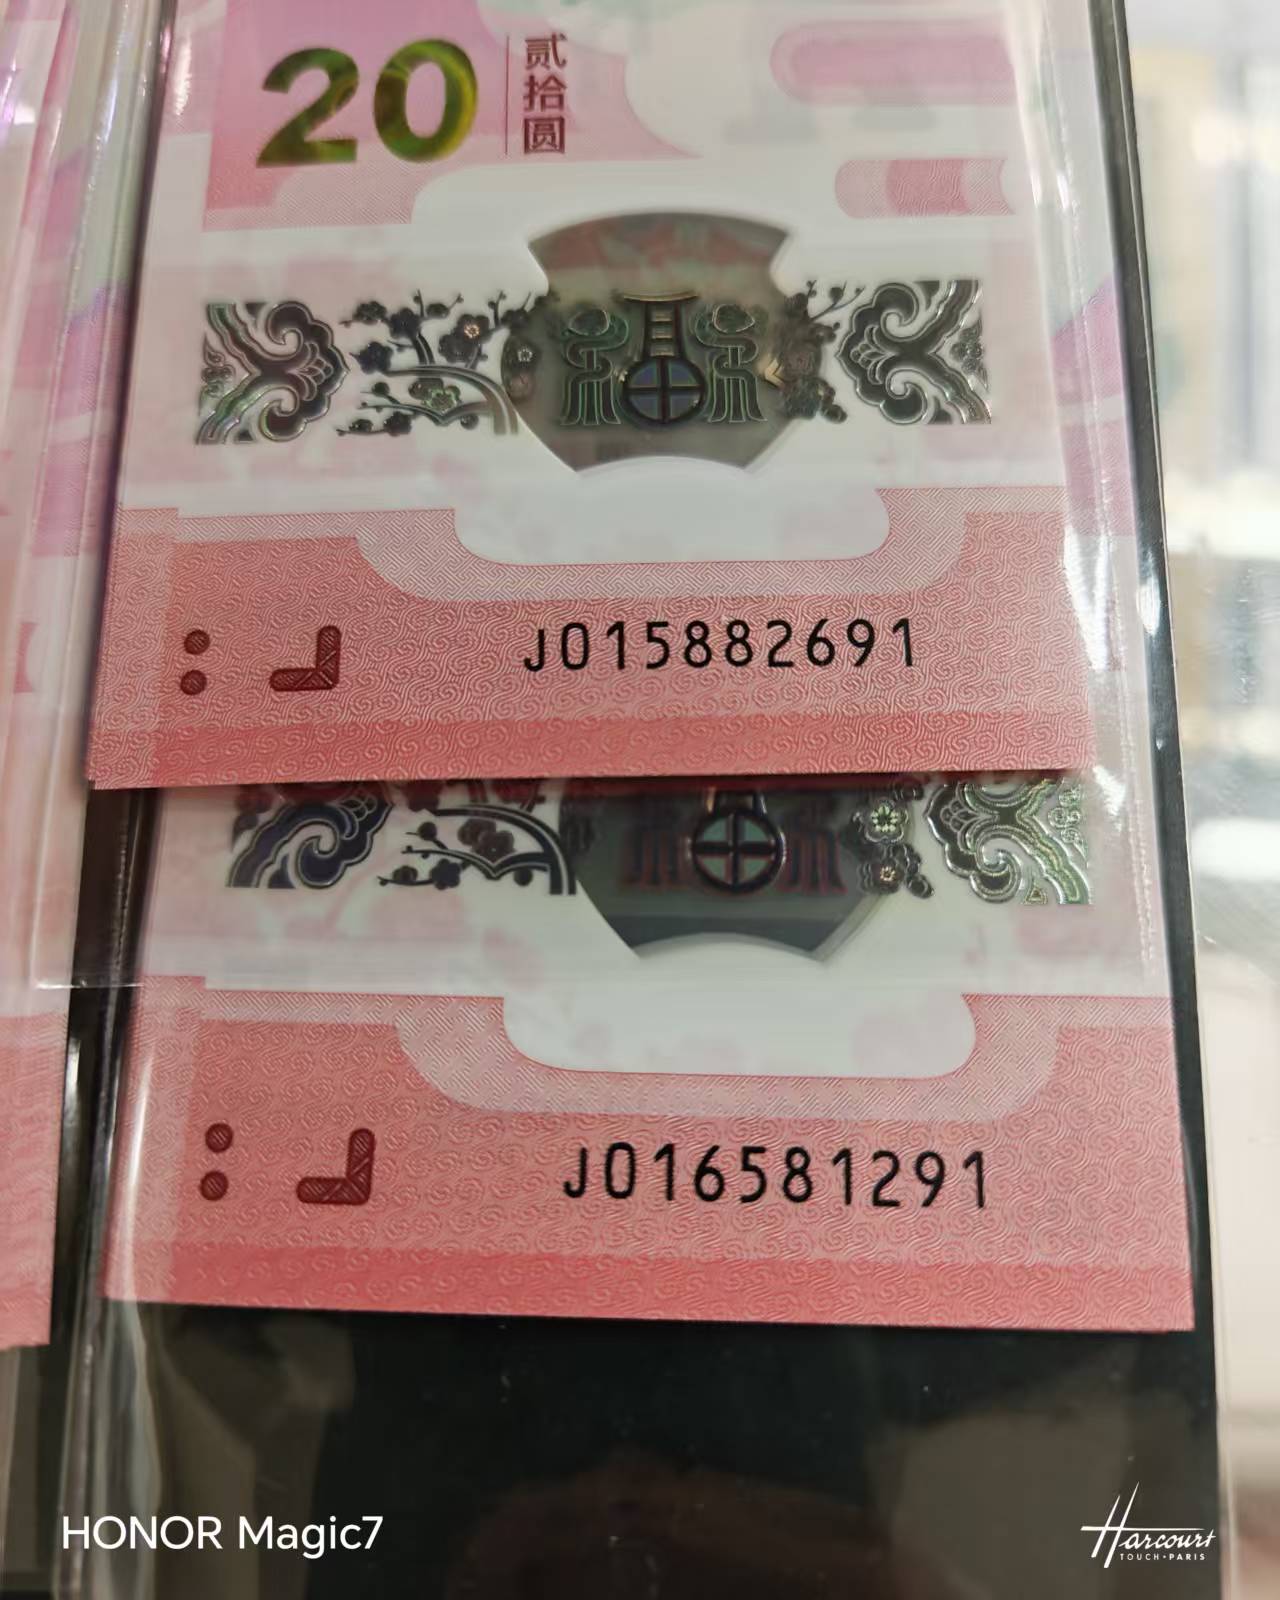 20
贰拾圆
J015882691
J016581291
HONOR Magic7
Harcourt
TOUCH • PARIS